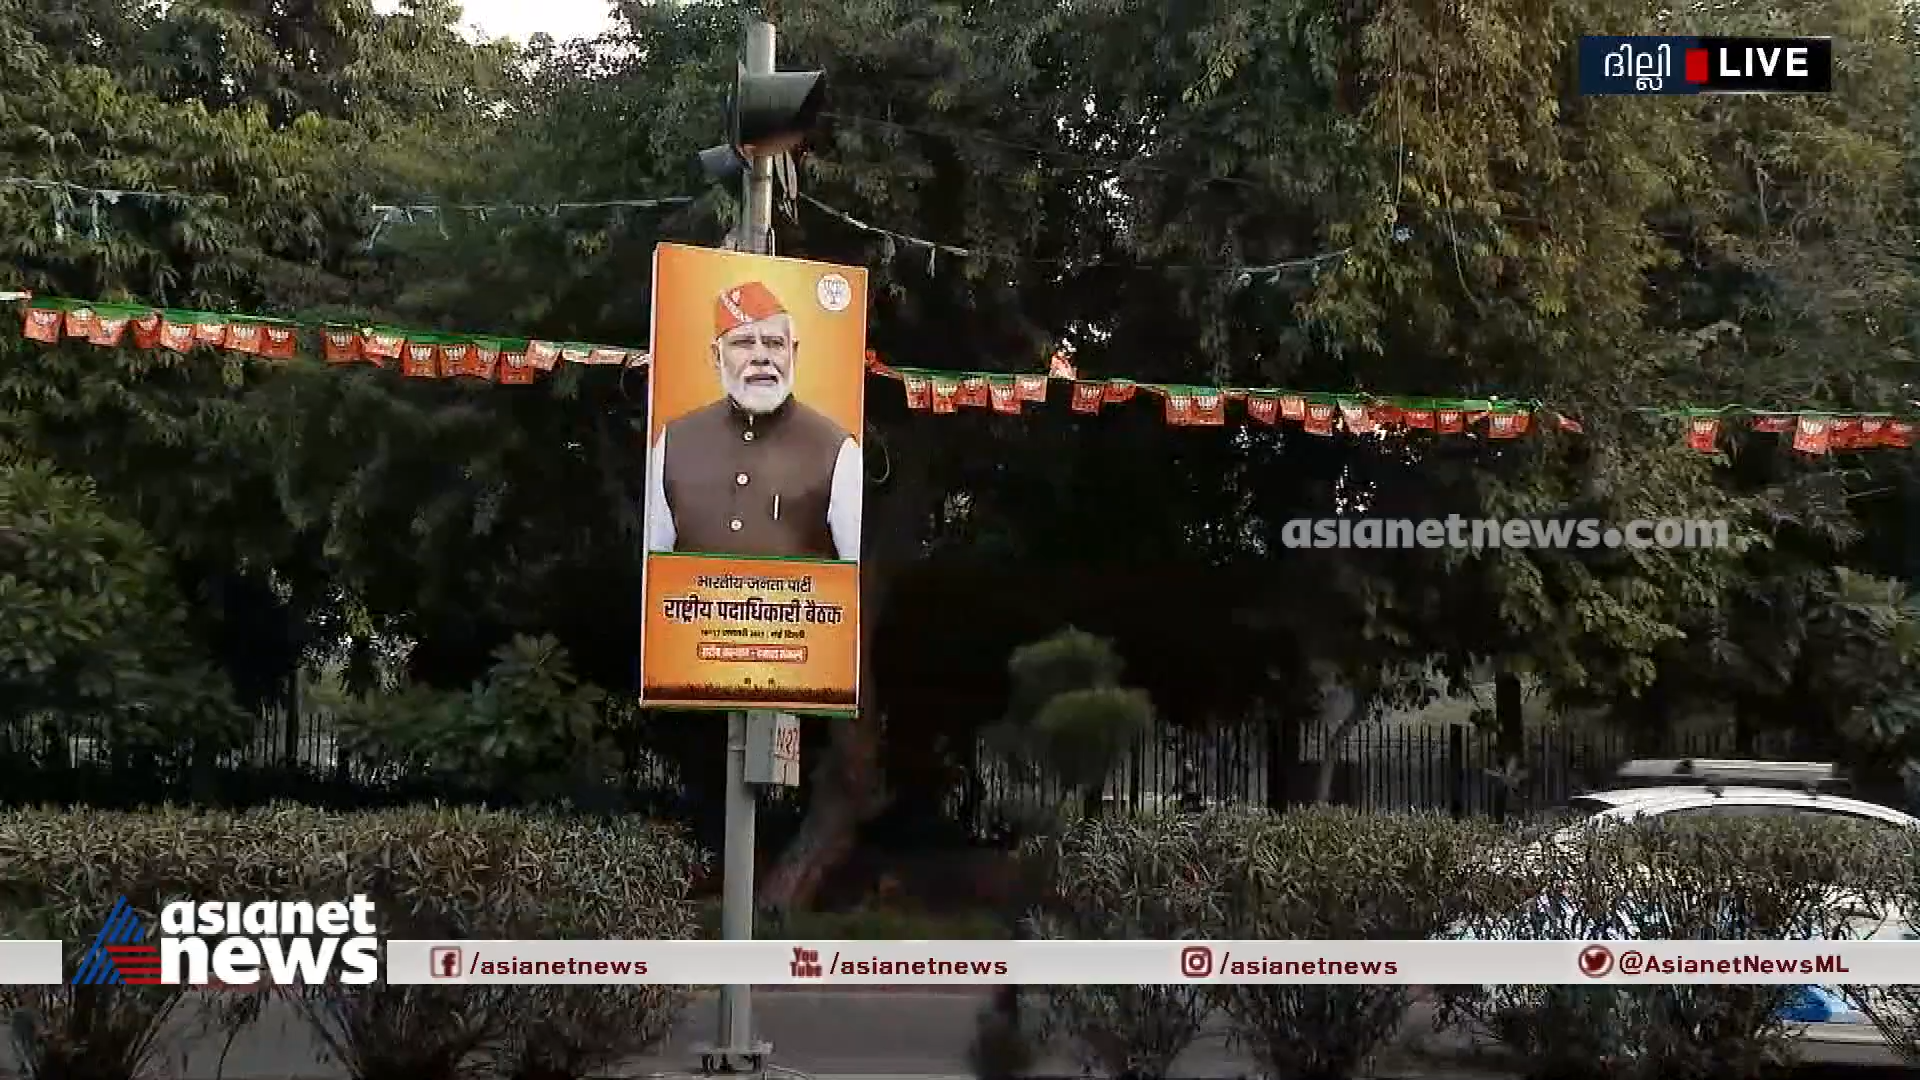 ദില്ലി LIVE
asianetnews.com
भारतीय जनता पार्टी
राष्ट्रीय पदाधिकारी बैठक
asianet
news
/asianetnews /asianetnews /asianetnews @AsianetNewsML